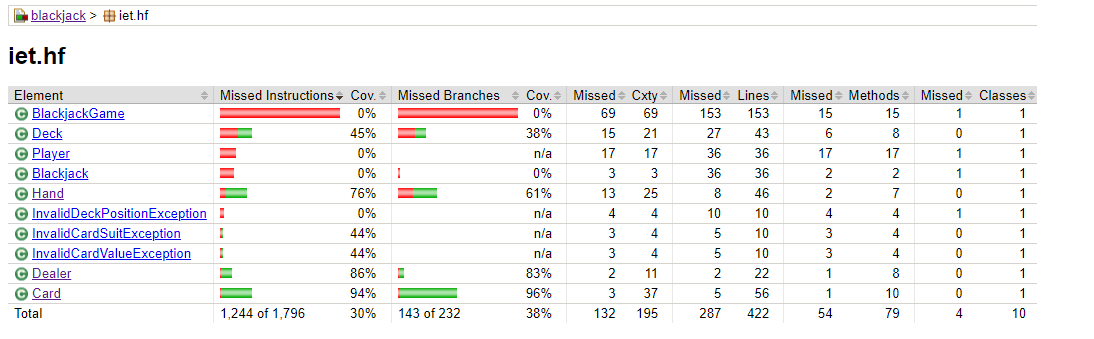 blackjack > iet.hf
iet.hf
Element Missed Instructions Cov. Missed Branches Cov. Missed Cxty Missed Lines Missed Methods Missed Classes
BlackjackGame 0% 0% 69 69 153 153 15 15 1 1
Deck 45% 38% 15 21 27 43 6 8 0 1
Player 0% n/a 17 17 36 36 17 17 1 1
Blackjack 0% 0% 3 3 36 36 2 2 1 1
Hand 76% 61% 13 25 8 46 2 7 0 1
InvalidDeckPositionException 0% n/a 4 4 10 10 4 4 1 1
InvalidCardSuitException 44% n/a 3 4 5 10 3 4 0 1
InvalidCardValueException 44% n/a 3 4 5 10 3 4 0 1
Dealer 86% 83% 2 11 2 22 1 8 0 1
Card 94% 96% 3 37 5 56 1 10 0 1
Total 1,244 of 1,796 30% 143 of 232 38% 132 195 287 422 54 79 4 10